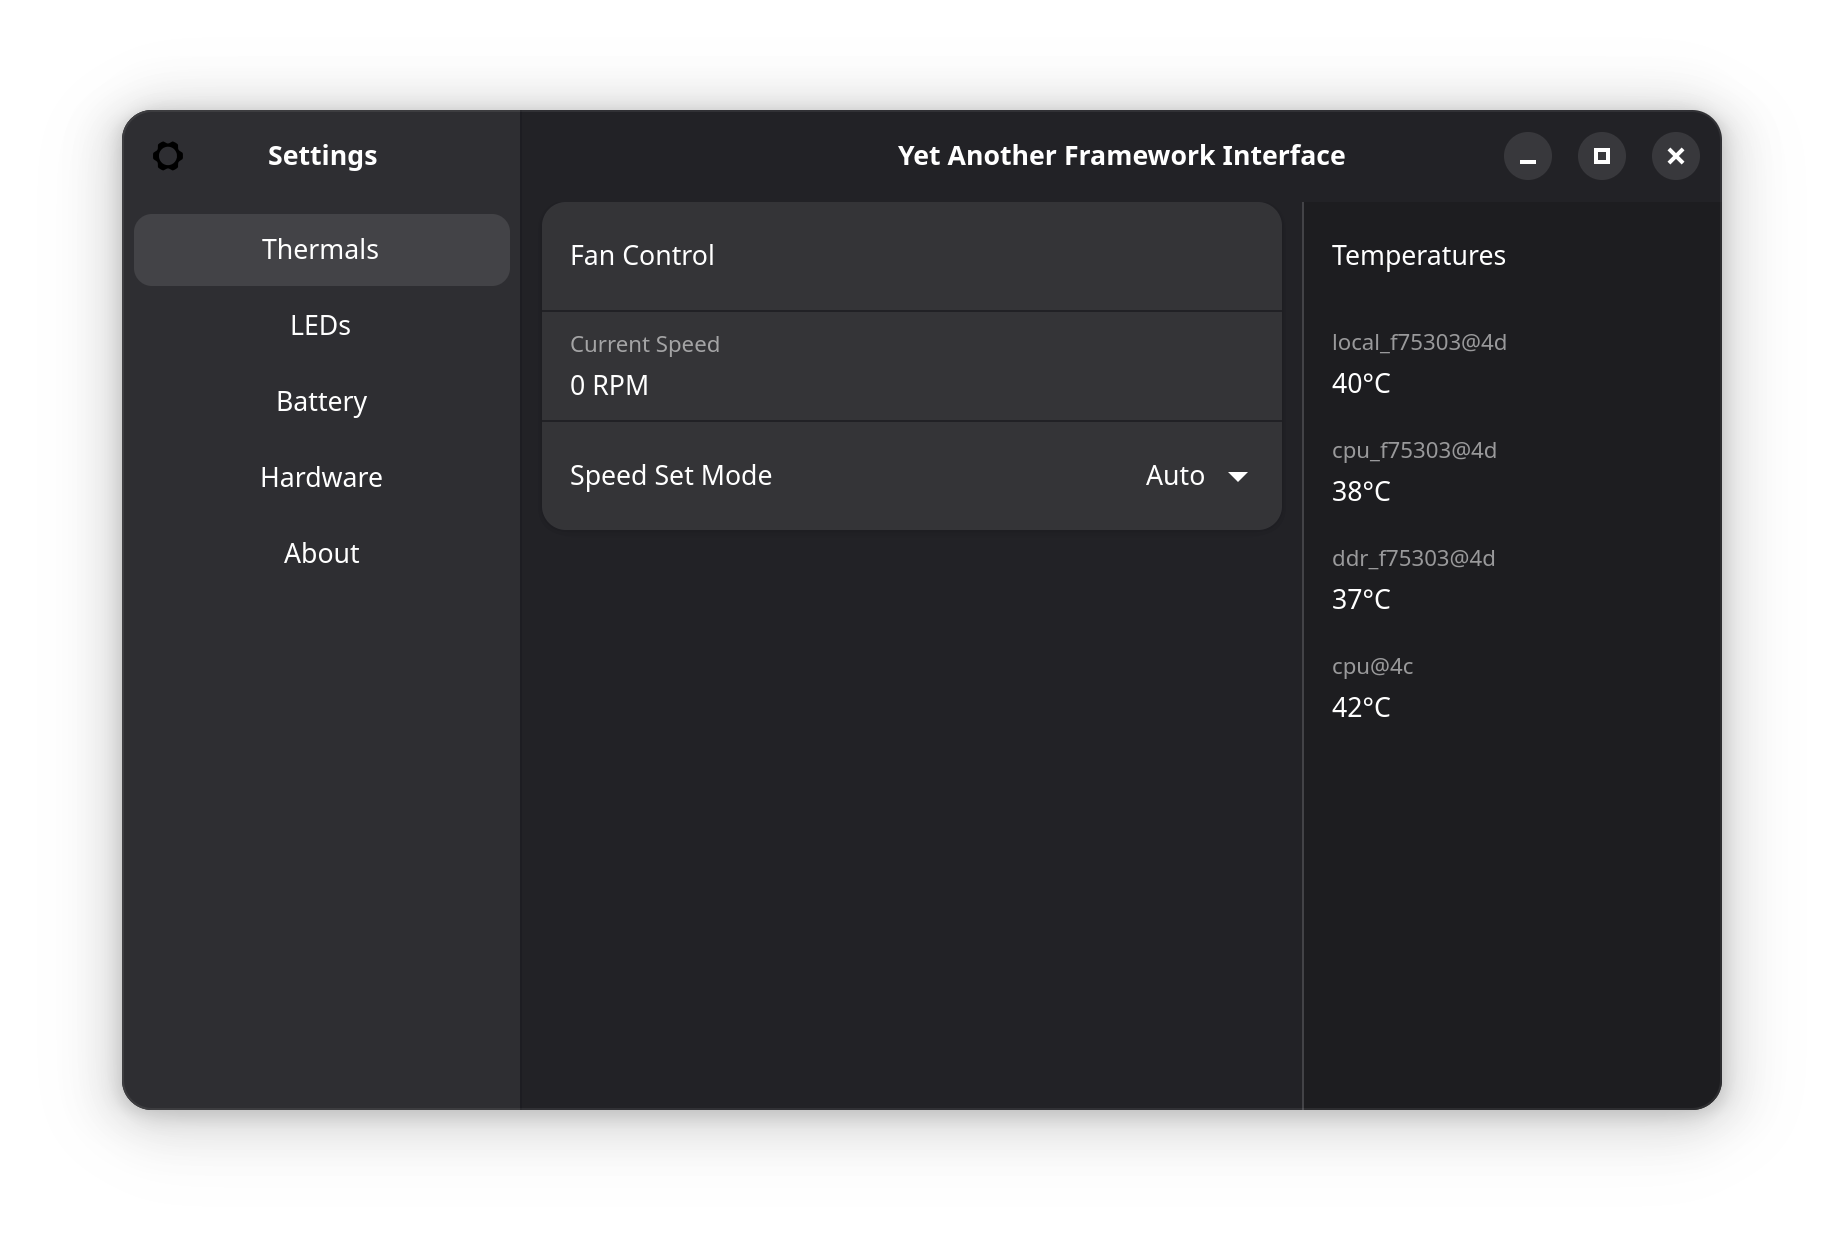 Settings
Yet Another Framework Interface
Thermals
LEDs
Battery
Hardware
About
Fan Control
Current Speed
0 RPM
Speed Set Mode
Auto
Temperatures
local_f75303@4d
40°C
cpu_f75303@4d
38°C
ddr_f75303@4d
37°C
cpu@4c
42°C